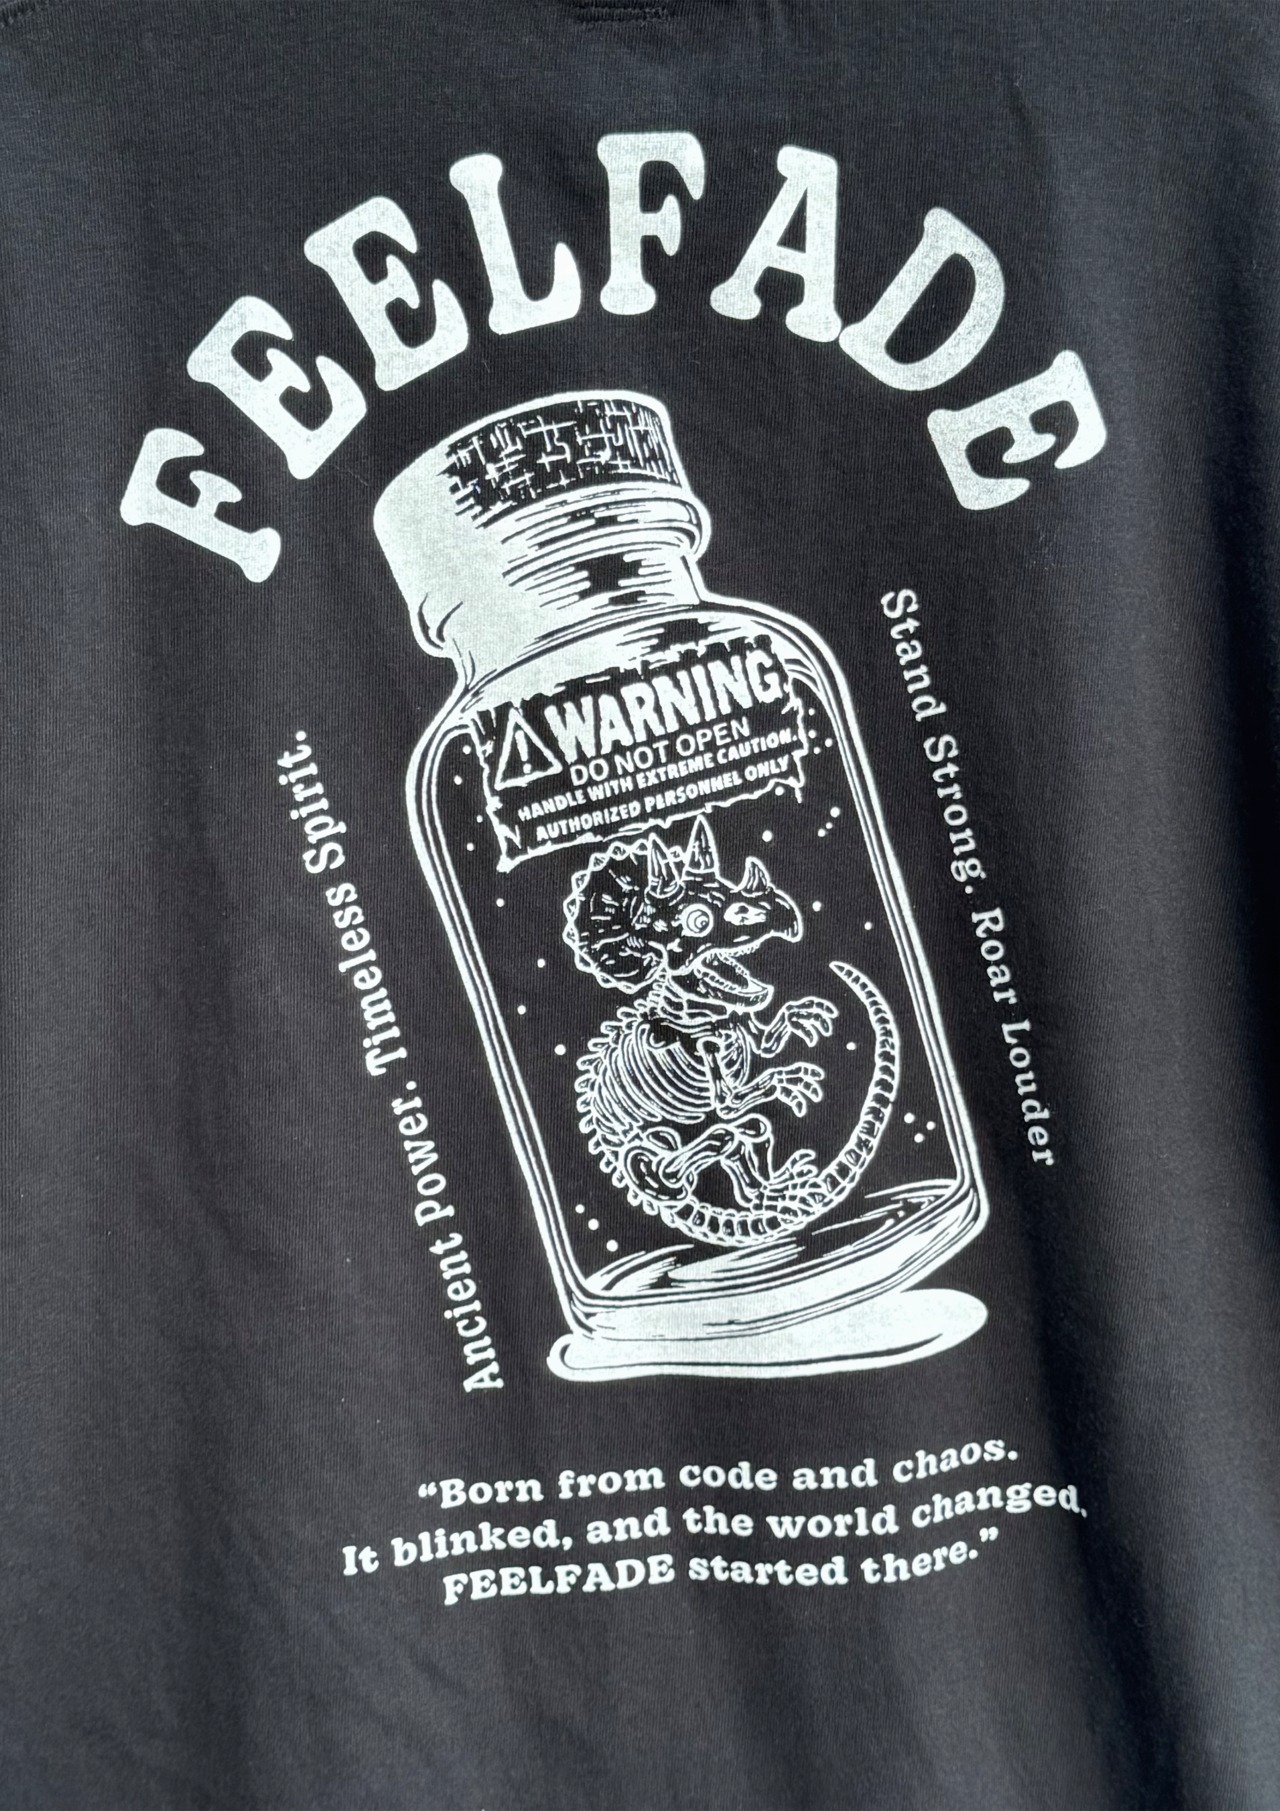 FEELFADE
WARNING
DO NOT OPEN
HANDLE WITH EXTREME CAUTION.
AUTHORIZED PERSONNEL ONLY
Ancient Power. Timeless Spirit.
Stand Strong. Roar Louder
“Born from code and chaos.
It blinked, and the world changed.
FEELFADE started there.”